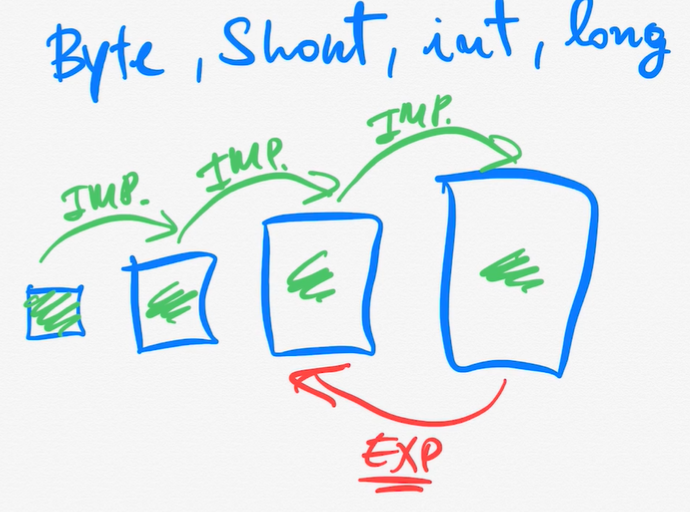 Byte, Short, int, long
IMP. IMP. IMP.
EXP